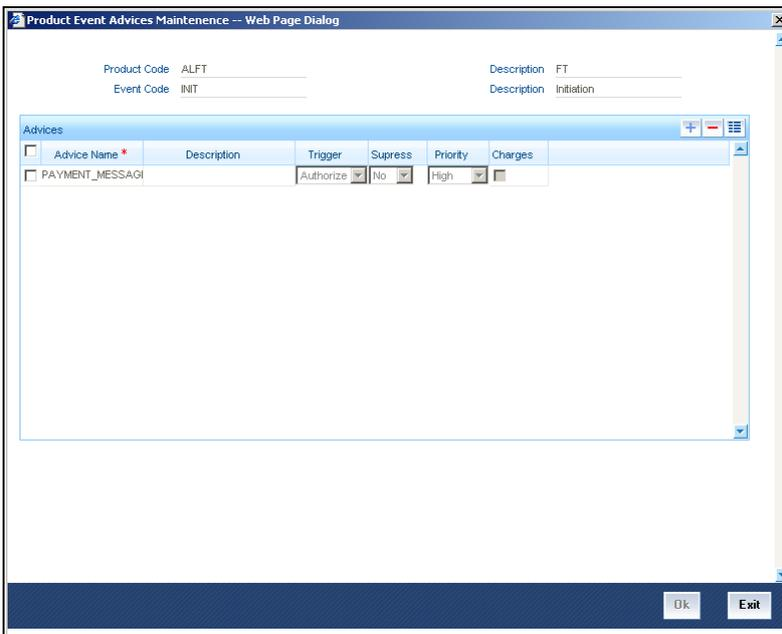 Product Event Advices Maintenence -- Web Page Dialog
Product Code ALFT Description FT
Event Code INIT Description Initiation
Advices
Advice Name * Description Trigger Supress Priority Charges
PAYMENT_MESSAG Authorize No High
Ok Exit